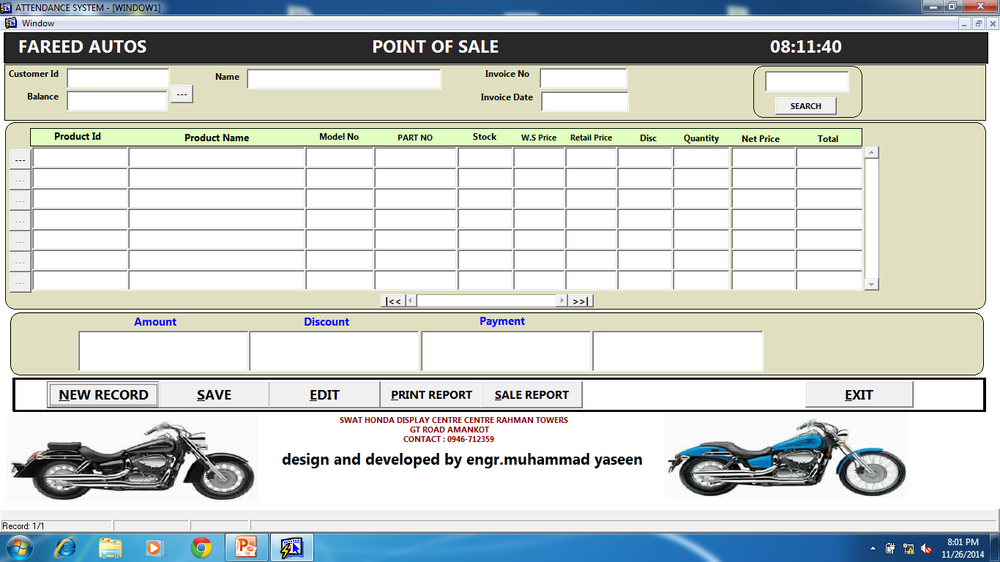 ATTENDANCE SYSTEM - [WINDOW1]
Window
FAREED AUTOS POINT OF SALE 08:11:40
Customer Id Name Invoice No
Balance --- Invoice Date
SEARCH
Product Id Product Name Model No PART NO Stock W.S Price Retail Price Disc Quantity Net Price Total
---
---
---
---
---
---
---
|<< >>|
Amount Discount Payment
NEW RECORD SAVE EDIT PRINT REPORT SALE REPORT EXIT
SWAT HONDA DISPLAY CENTRE CENTRE RAHMAN TOWERS
GT ROAD AMANKOT
CONTACT : 0946-712359
design and developed by engr.muhammad yaseen
Record: 1/1
8:01 PM
11/26/2014